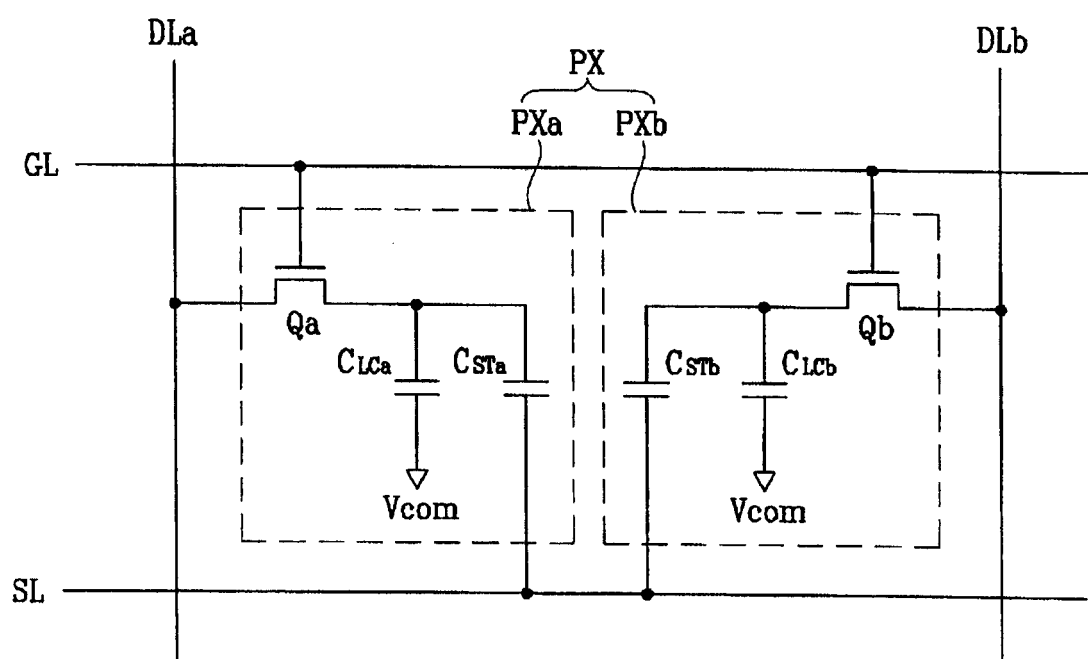 DLa
DLb
PX
PXa PXb
GL
Qa
Qb
CLCa CSTa
CSTb CLCb
Vcom
Vcom
SL